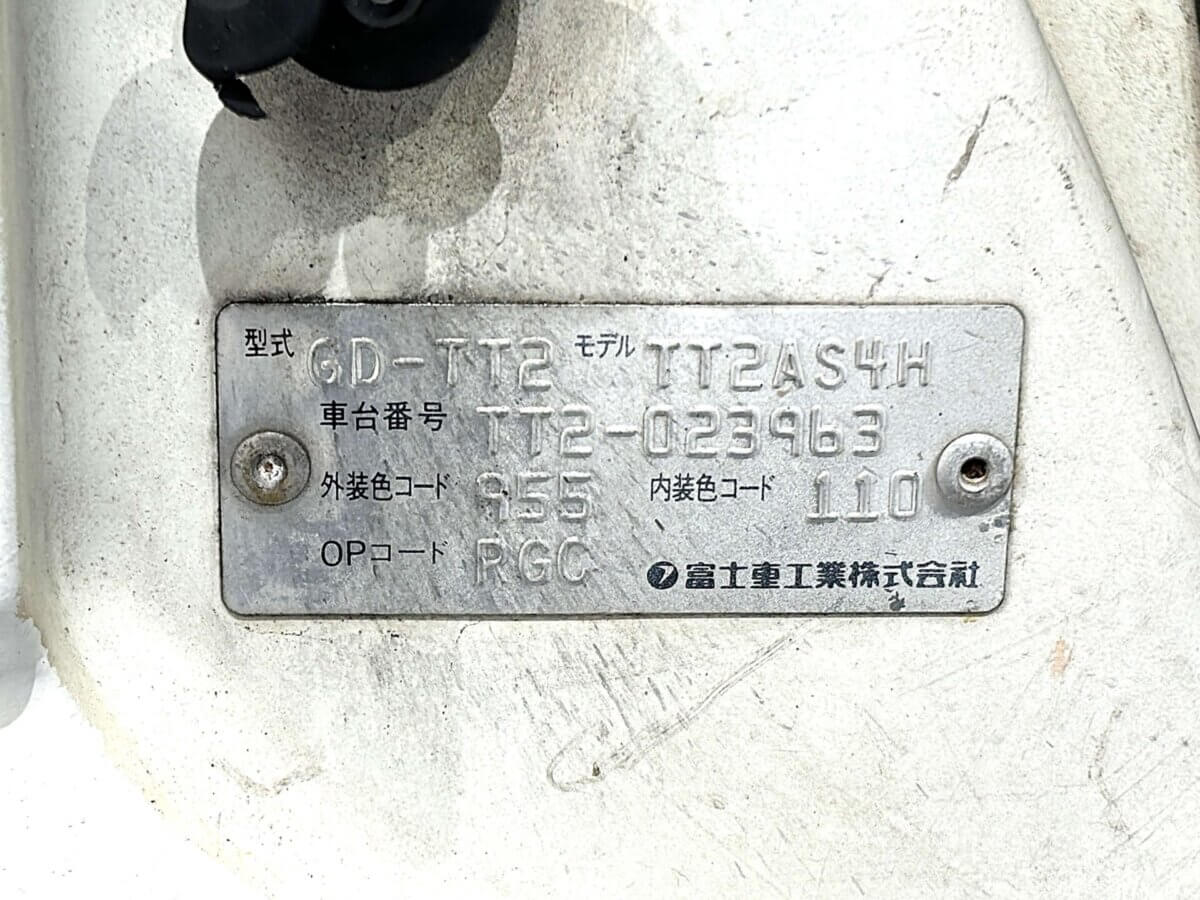 型式 GD-TT2 モデル TT2AS4H
車台番号 TT2-023963
外装色コード 955 内装色コード 110
OPコード RGC 富士重工業株式会社